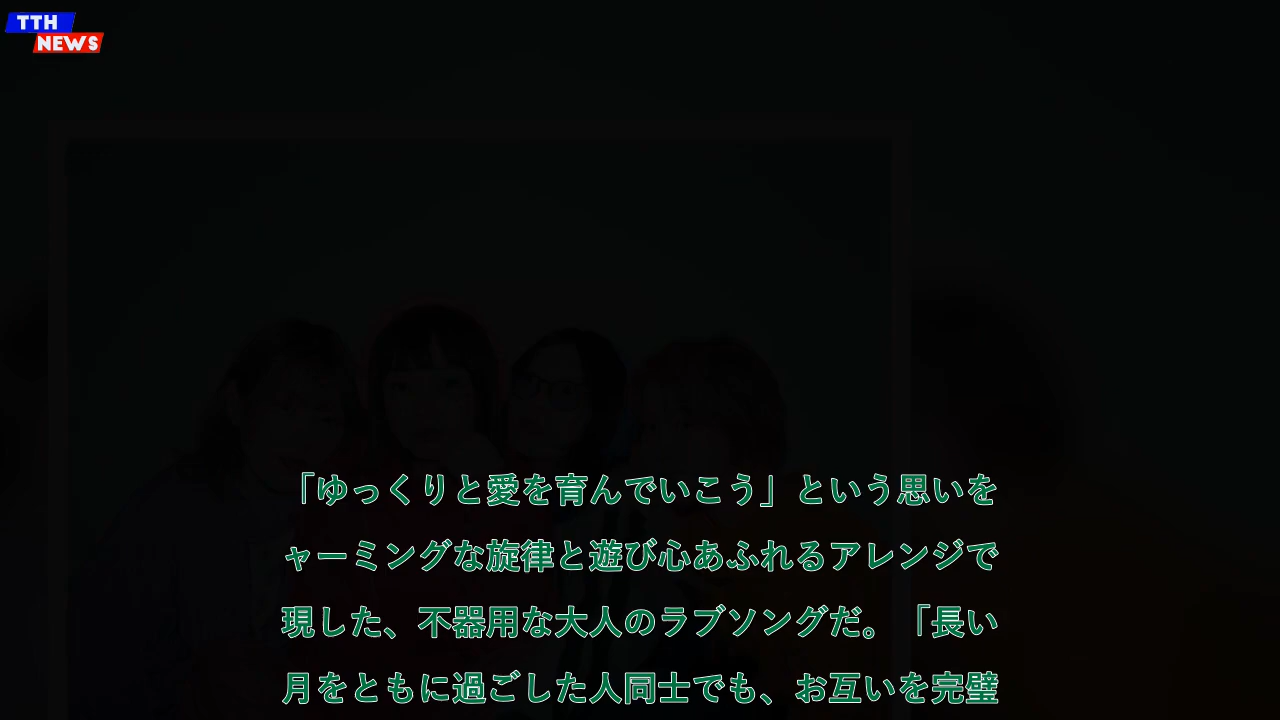 TTH
NEWS
「ゆっくりと愛を育んでいこう」という思いを
ャーミングな旋律と遊び心あふれるアレンジで
現した、不器用な大人のラブソングだ。「長い
月をともに過ごした人同士でも、お互いを完璧